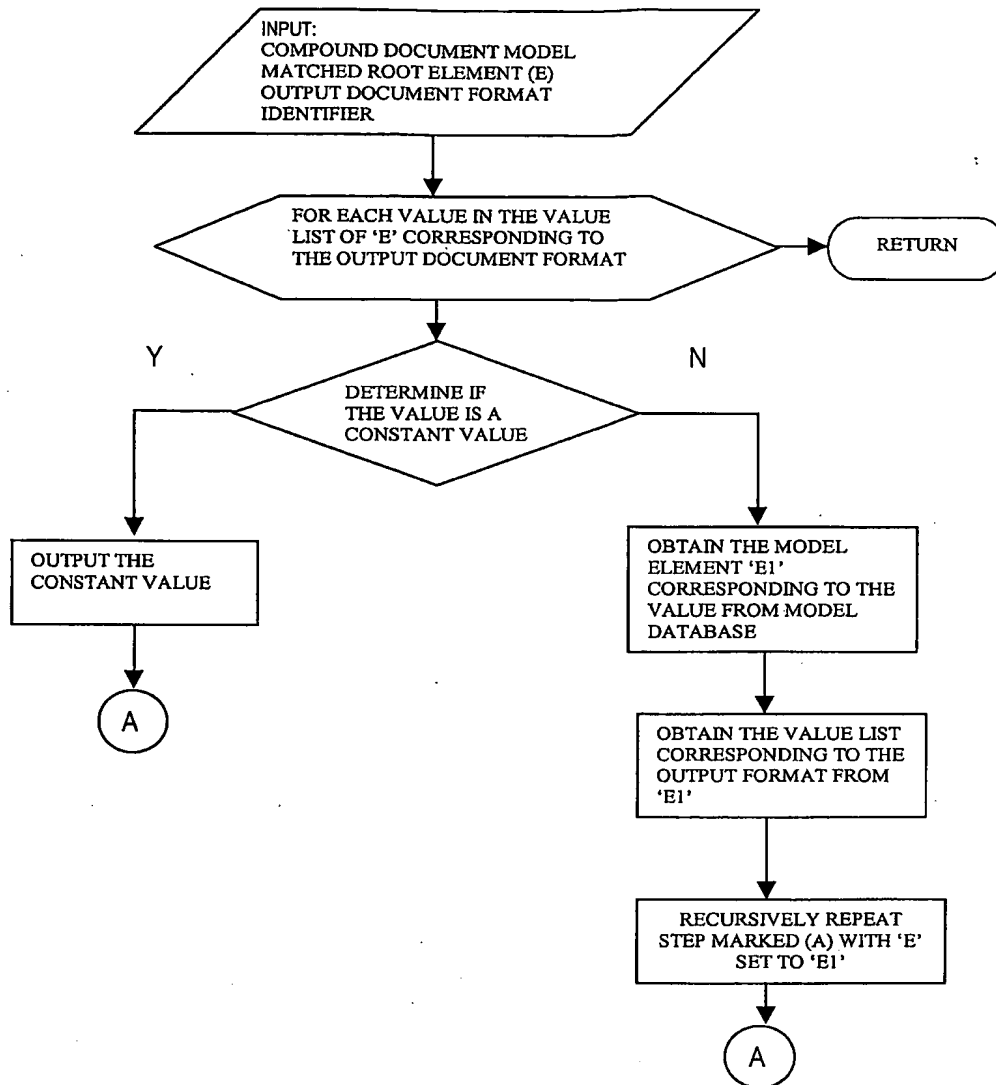 INPUT:
COMPOUND DOCUMENT MODEL
MATCHED ROOT ELEMENT (E)
OUTPUT DOCUMENT FORMAT
IDENTIFIER
FOR EACH VALUE IN THE VALUE
LIST OF ‘E’ CORRESPONDING TO
THE OUTPUT DOCUMENT FORMAT
RETURN
Y
N
DETERMINE IF
THE VALUE IS A
CONSTANT VALUE
OUTPUT THE
CONSTANT VALUE
A
OBTAIN THE MODEL
ELEMENT ‘E1’
CORRESPONDING TO THE
VALUE FROM MODEL
DATABASE
OBTAIN THE VALUE LIST
CORRESPONDING TO THE
OUTPUT FORMAT FROM
‘E1’
RECURSIVELY REPEAT
STEP MARKED (A) WITH ‘E’
SET TO ‘E1’
A